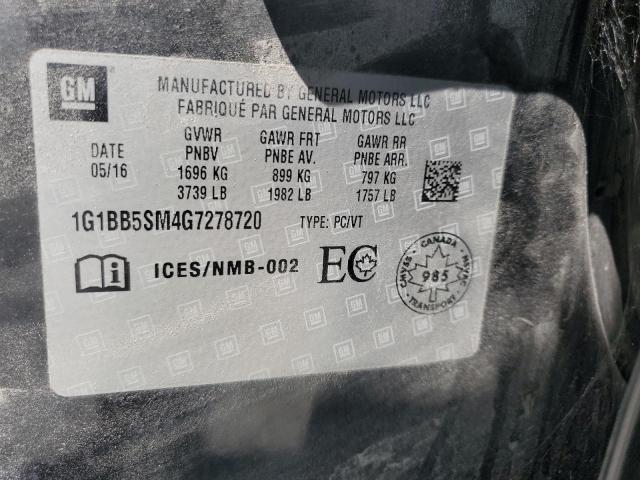 GM
MANUFACTURED BY GENERAL MOTORS LLC
FABRIQUÉ PAR GENERAL MOTORS LLC
DATE
05/16
GVWR
PNBV
1696 KG
3739 LB
GAWR FRT
PNBE AV.
899 KG
1982 LB
GAWR RR
PNBE ARR.
797 KG
1757 LB
1G1BB5SM4G7278720 TYPE: PC/VT
i ICES/NMB-002 EC
CANADA
CMVSS 985 NSVAC
TRANSPORT